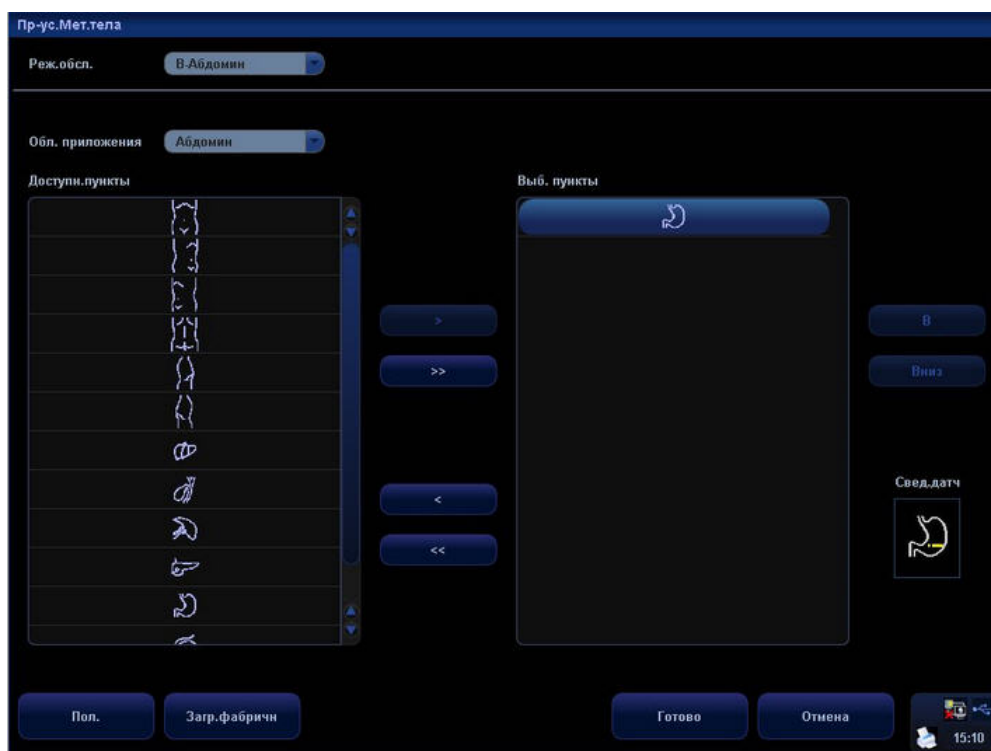 Пр-ус.Мет.тела
Реж.обсл. В-Абдомин
Обл. приложения Абдомин
Доступн.пункты Выб. пункты
> В
>> Вниз
Свед.датч
<
<<
Пол. Загр.фабричн Готово Отмена
15:10